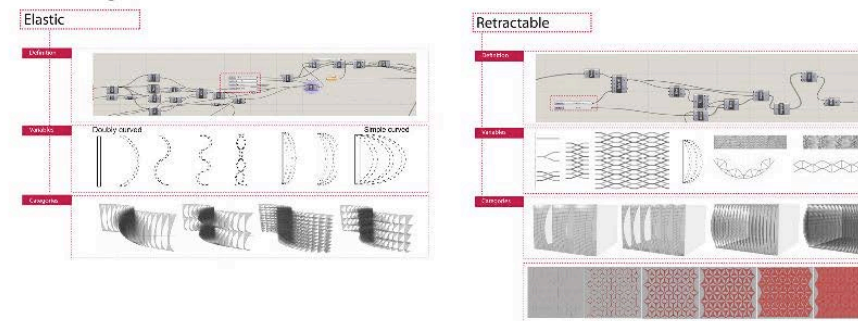 Elastic
Definition
Variables
Doubly curved
Simple curved
Categories
Retractable
Definition
Variables
Categories